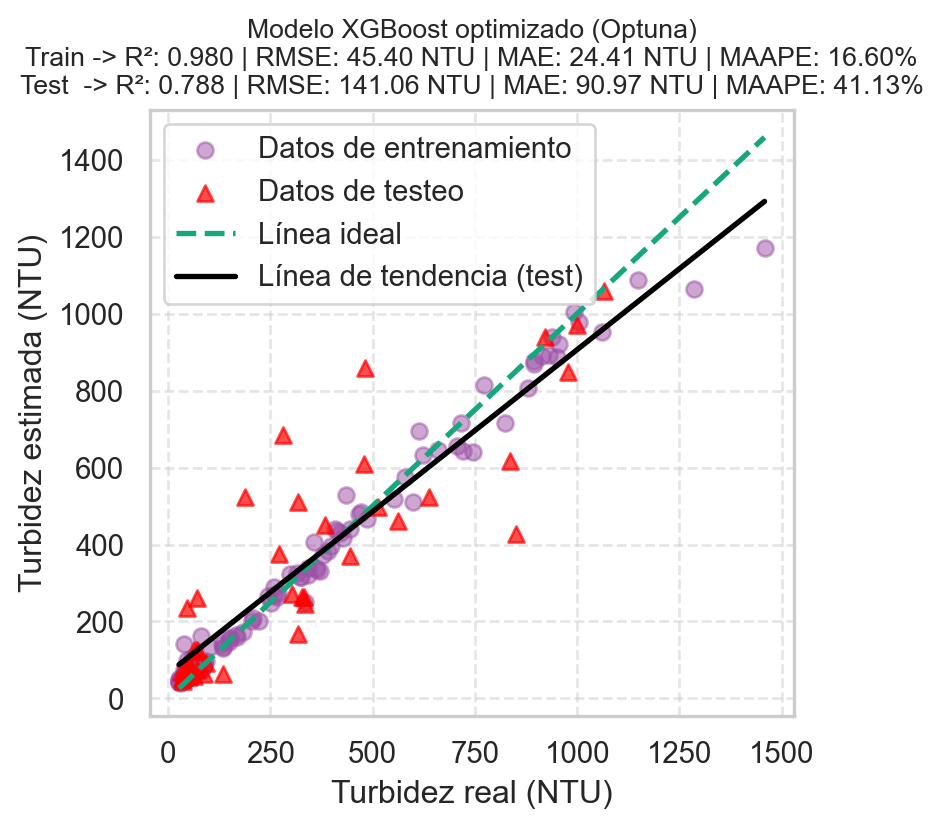 Modelo XGBoost optimizado (Optuna)
Train -> R²: 0.980 | RMSE: 45.40 NTU | MAE: 24.41 NTU | MAAPE: 16.60%
Test -> R²: 0.788 | RMSE: 141.06 NTU | MAE: 90.97 NTU | MAAPE: 41.13%
Datos de entrenamiento
Datos de testeo
Línea ideal
Línea de tendencia (test)
Turbidez estimada (NTU)
1400
1200
1000
800
600
400
200
0
0 250 500 750 1000 1250 1500
Turbidez real (NTU)